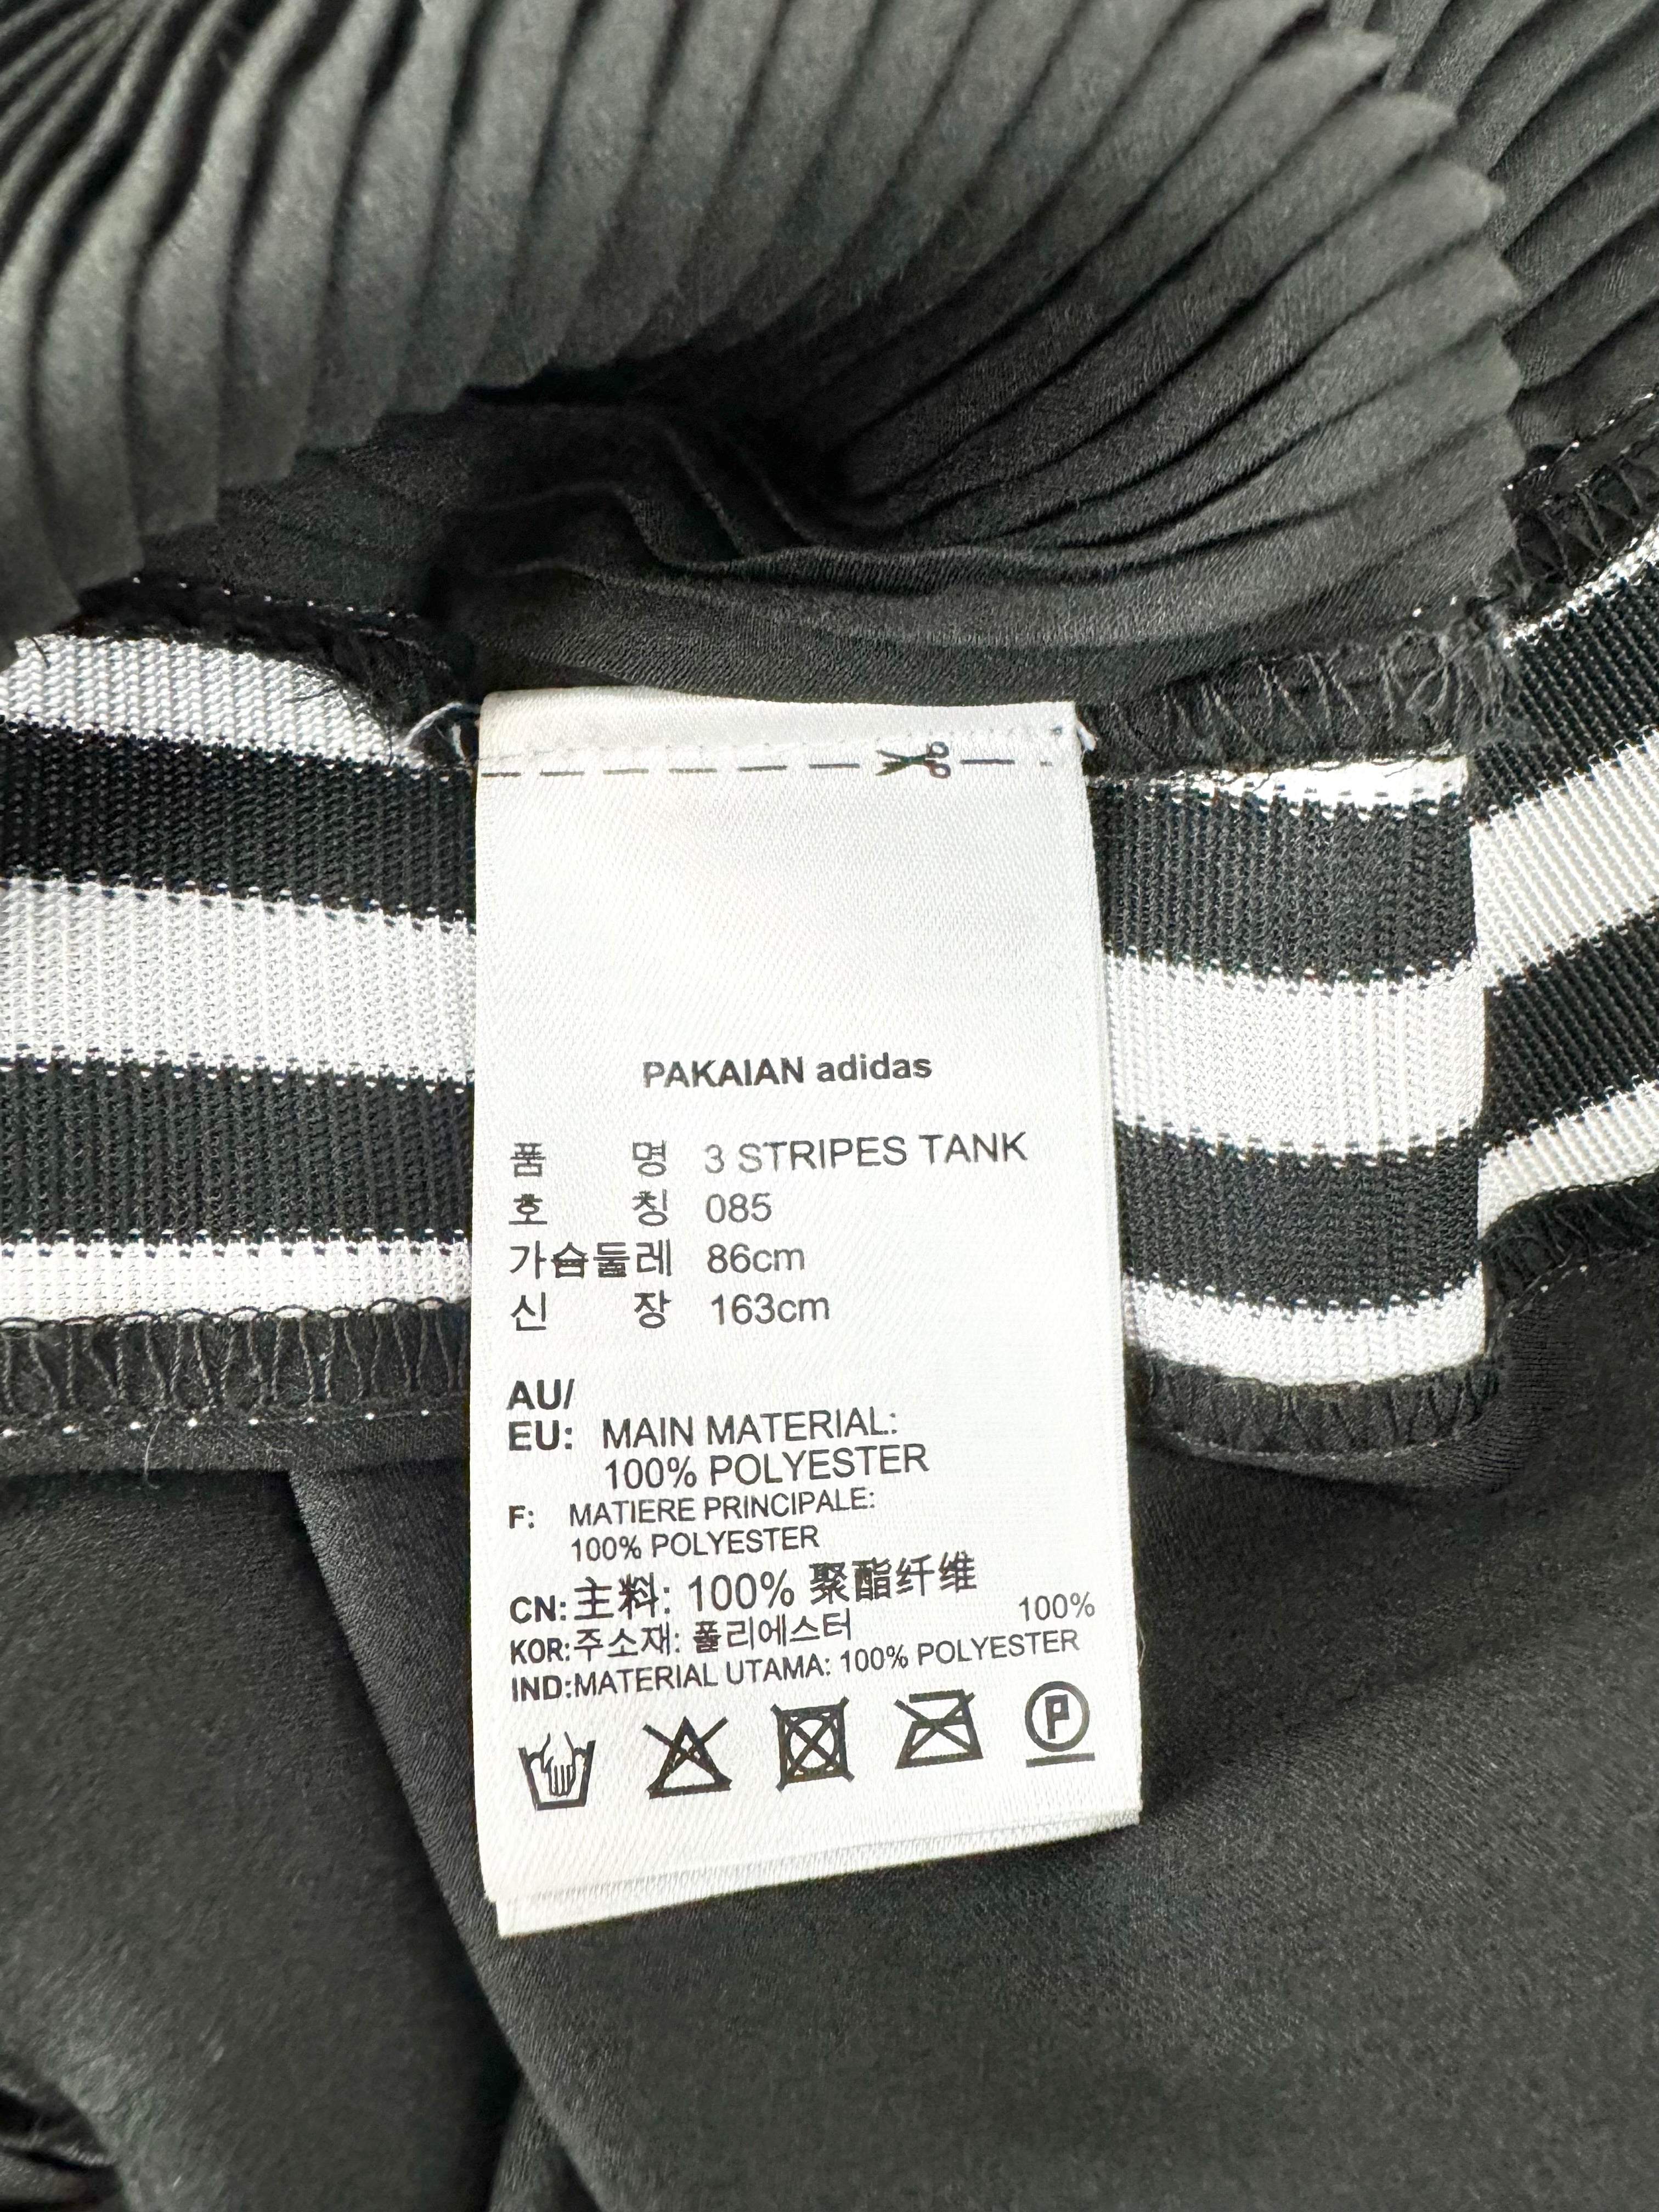 PAKAIAN adidas
품 명 3 STRIPES TANK
호 칭 085
가슴둘레 86cm
신 장 163cm
AU/
EU: MAIN MATERIAL:
100% POLYESTER
F: MATIERE PRINCIPALE:
100% POLYESTER
CN:主料: 100% 聚酯纤维
KOR:주소재: 폴리에스터 100%
IND:MATERIAL UTAMA: 100% POLYESTER
P